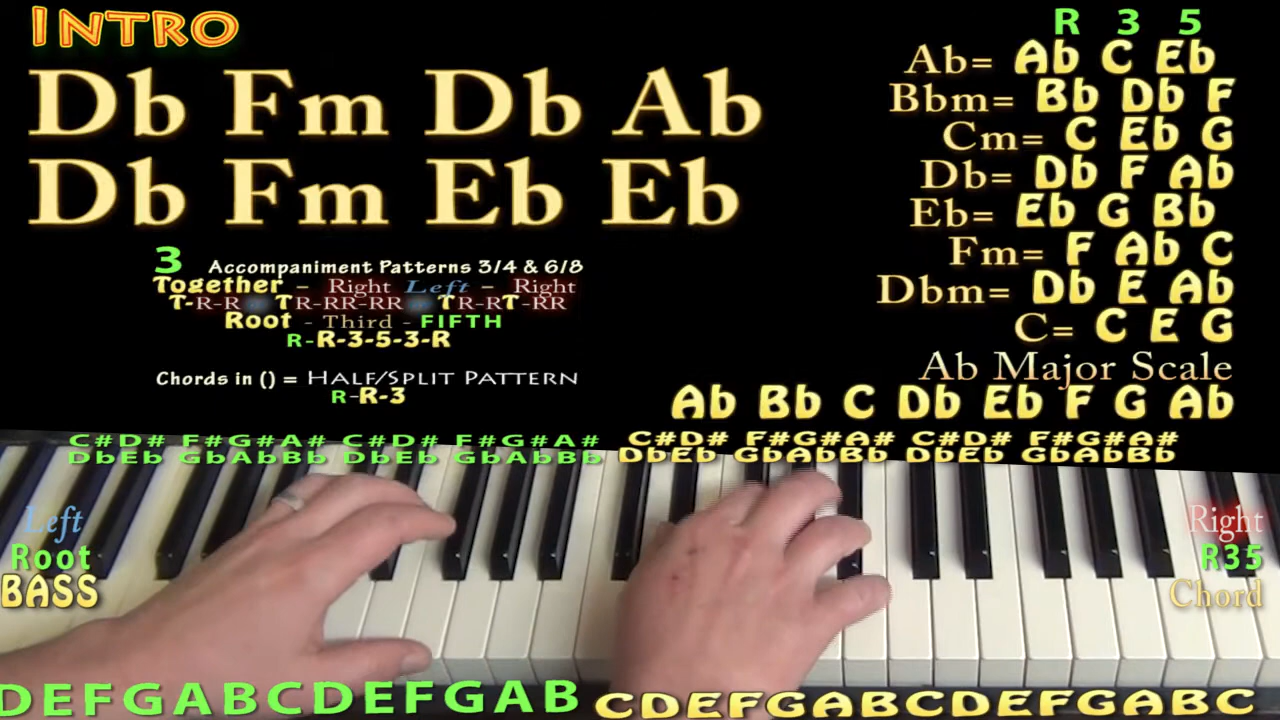 INTRO
Db Fm Db Ab
Db Fm Eb Eb
3 Accompaniment Patterns 3/4 & 6/8
Together – Right Left – Right
T-R-R TR-RR-RR TR-RT-RR
Root - Third - FIFTH
R-R-3-5-3-R
Chords in () = HALF/SPLIT PATTERN
R-R-3
R 3 5
Ab= Ab C Eb
Bbm= Bb Db F
Cm= C Eb G
Db= Db F Ab
Eb= Eb G Bb
Fm= F Ab C
Dbm= Db E Ab
C= C E G
Ab Major Scale
Ab Bb C Db Eb F G Ab
C#D# F#G#A# C#D# F#G#A# C#D# F#G#A# C#D# F#G#A#
DbEb GbAbBb DbEb GbAbBb DbEb GbAbBb DbEb GbAbBb
Left
Root
BASS
Right
R35
Chord
DEFGABCDEFGAB CDEFGABCDEFGABC